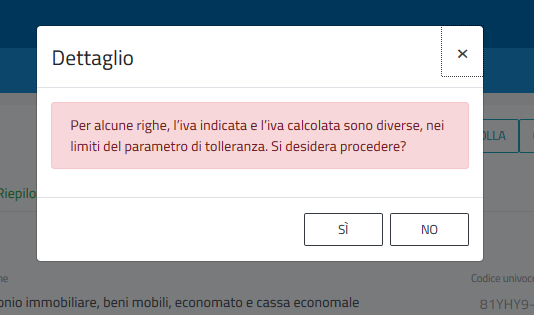 Dettaglio
×
Per alcune righe, l'iva indicata e l'iva calcolata sono diverse, nei
limiti del parametro di tolleranza. Si desidera procedere?
OLLA
Riepilo
SÌ
NO
ne
Codice univoco
onio immobiliare, beni mobili, economato e cassa economale
81YHY9-